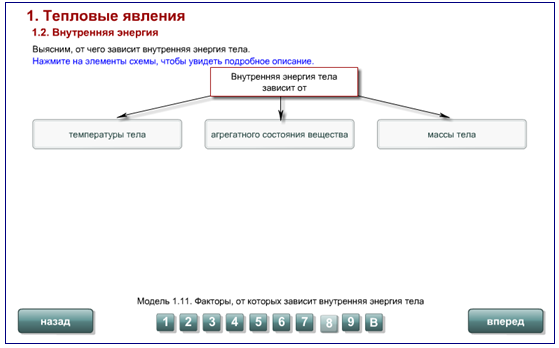 1. Тепловые явления
1.2. Внутренняя энергия
Выясним, от чего зависит внутренняя энергия тела.
Нажмите на элементы схемы, чтобы увидеть подробное описание.
Внутренняя энергия тела
зависит от
температуры тела
агрегатного состояния вещества
массы тела
Модель 1.11. Факторы, от которых зависит внутренняя энергия тела
назад
1 2 3 4 5 6 7 8 9 В
вперед